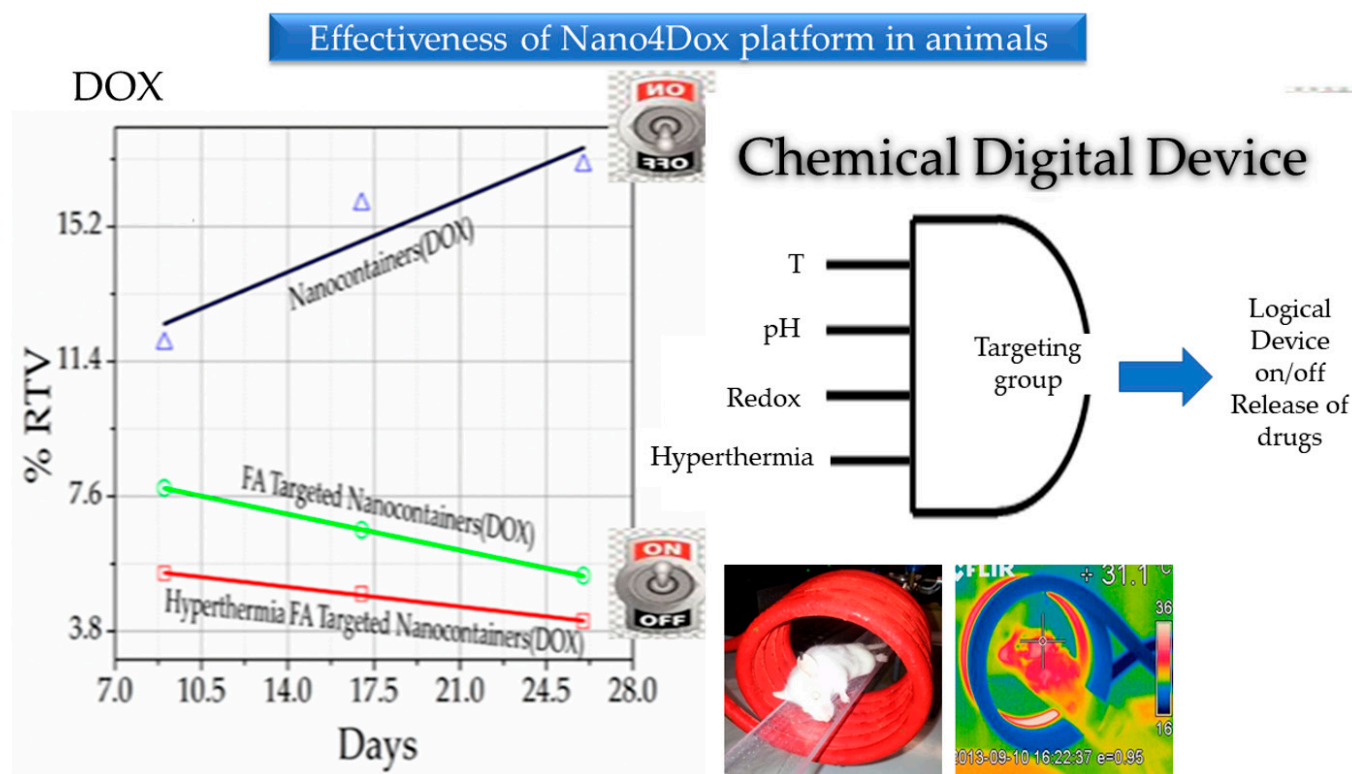 Effectiveness of Nano4Dox platform in animals
DOX
ON
OFF
Chemical Digital Device
15.2
11.4
7.6
3.8
% RTV
Nanocontainers(DOX)
FA Targeted Nanocontainers(DOX)
Hyperthermia FA Targeted Nanocontainers(DOX)
ON
OFF
7.0 10.5 14.0 17.5 21.0 24.5 28.0
Days
T
pH
Redox
Hyperthermia
Targeting
group
Logical
Device
on/off
Release of
drugs
FLIR
31.1 °C
36
16
2013-09-10 16:22:37 e=0.95